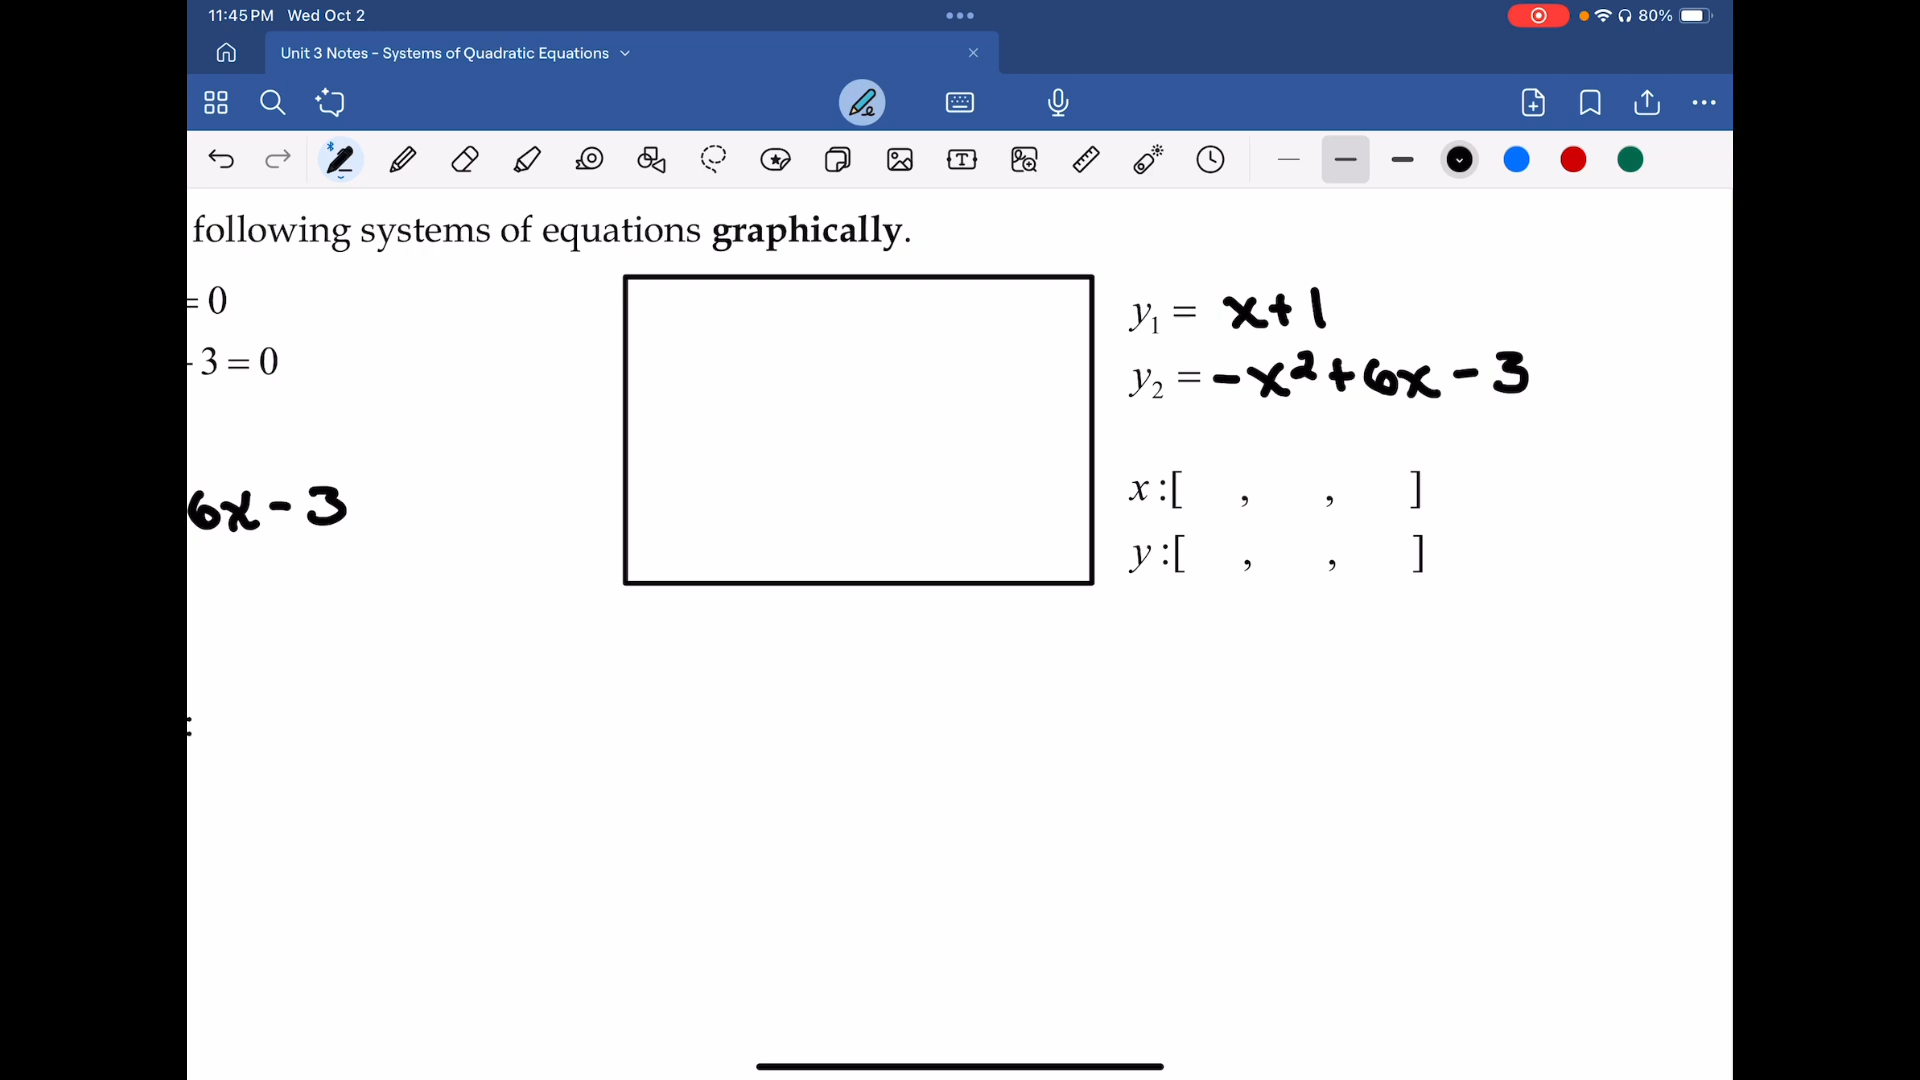 11:45 PM Wed Oct 2
80%
Unit 3 Notes - Systems of Quadratic Equations
following systems of equations graphically.
= 0
- 3 = 0
6x - 3
y₁ = x + 1
y₂ = -x² + 6x - 3
x :[ , , ]
y :[ , , ]
: